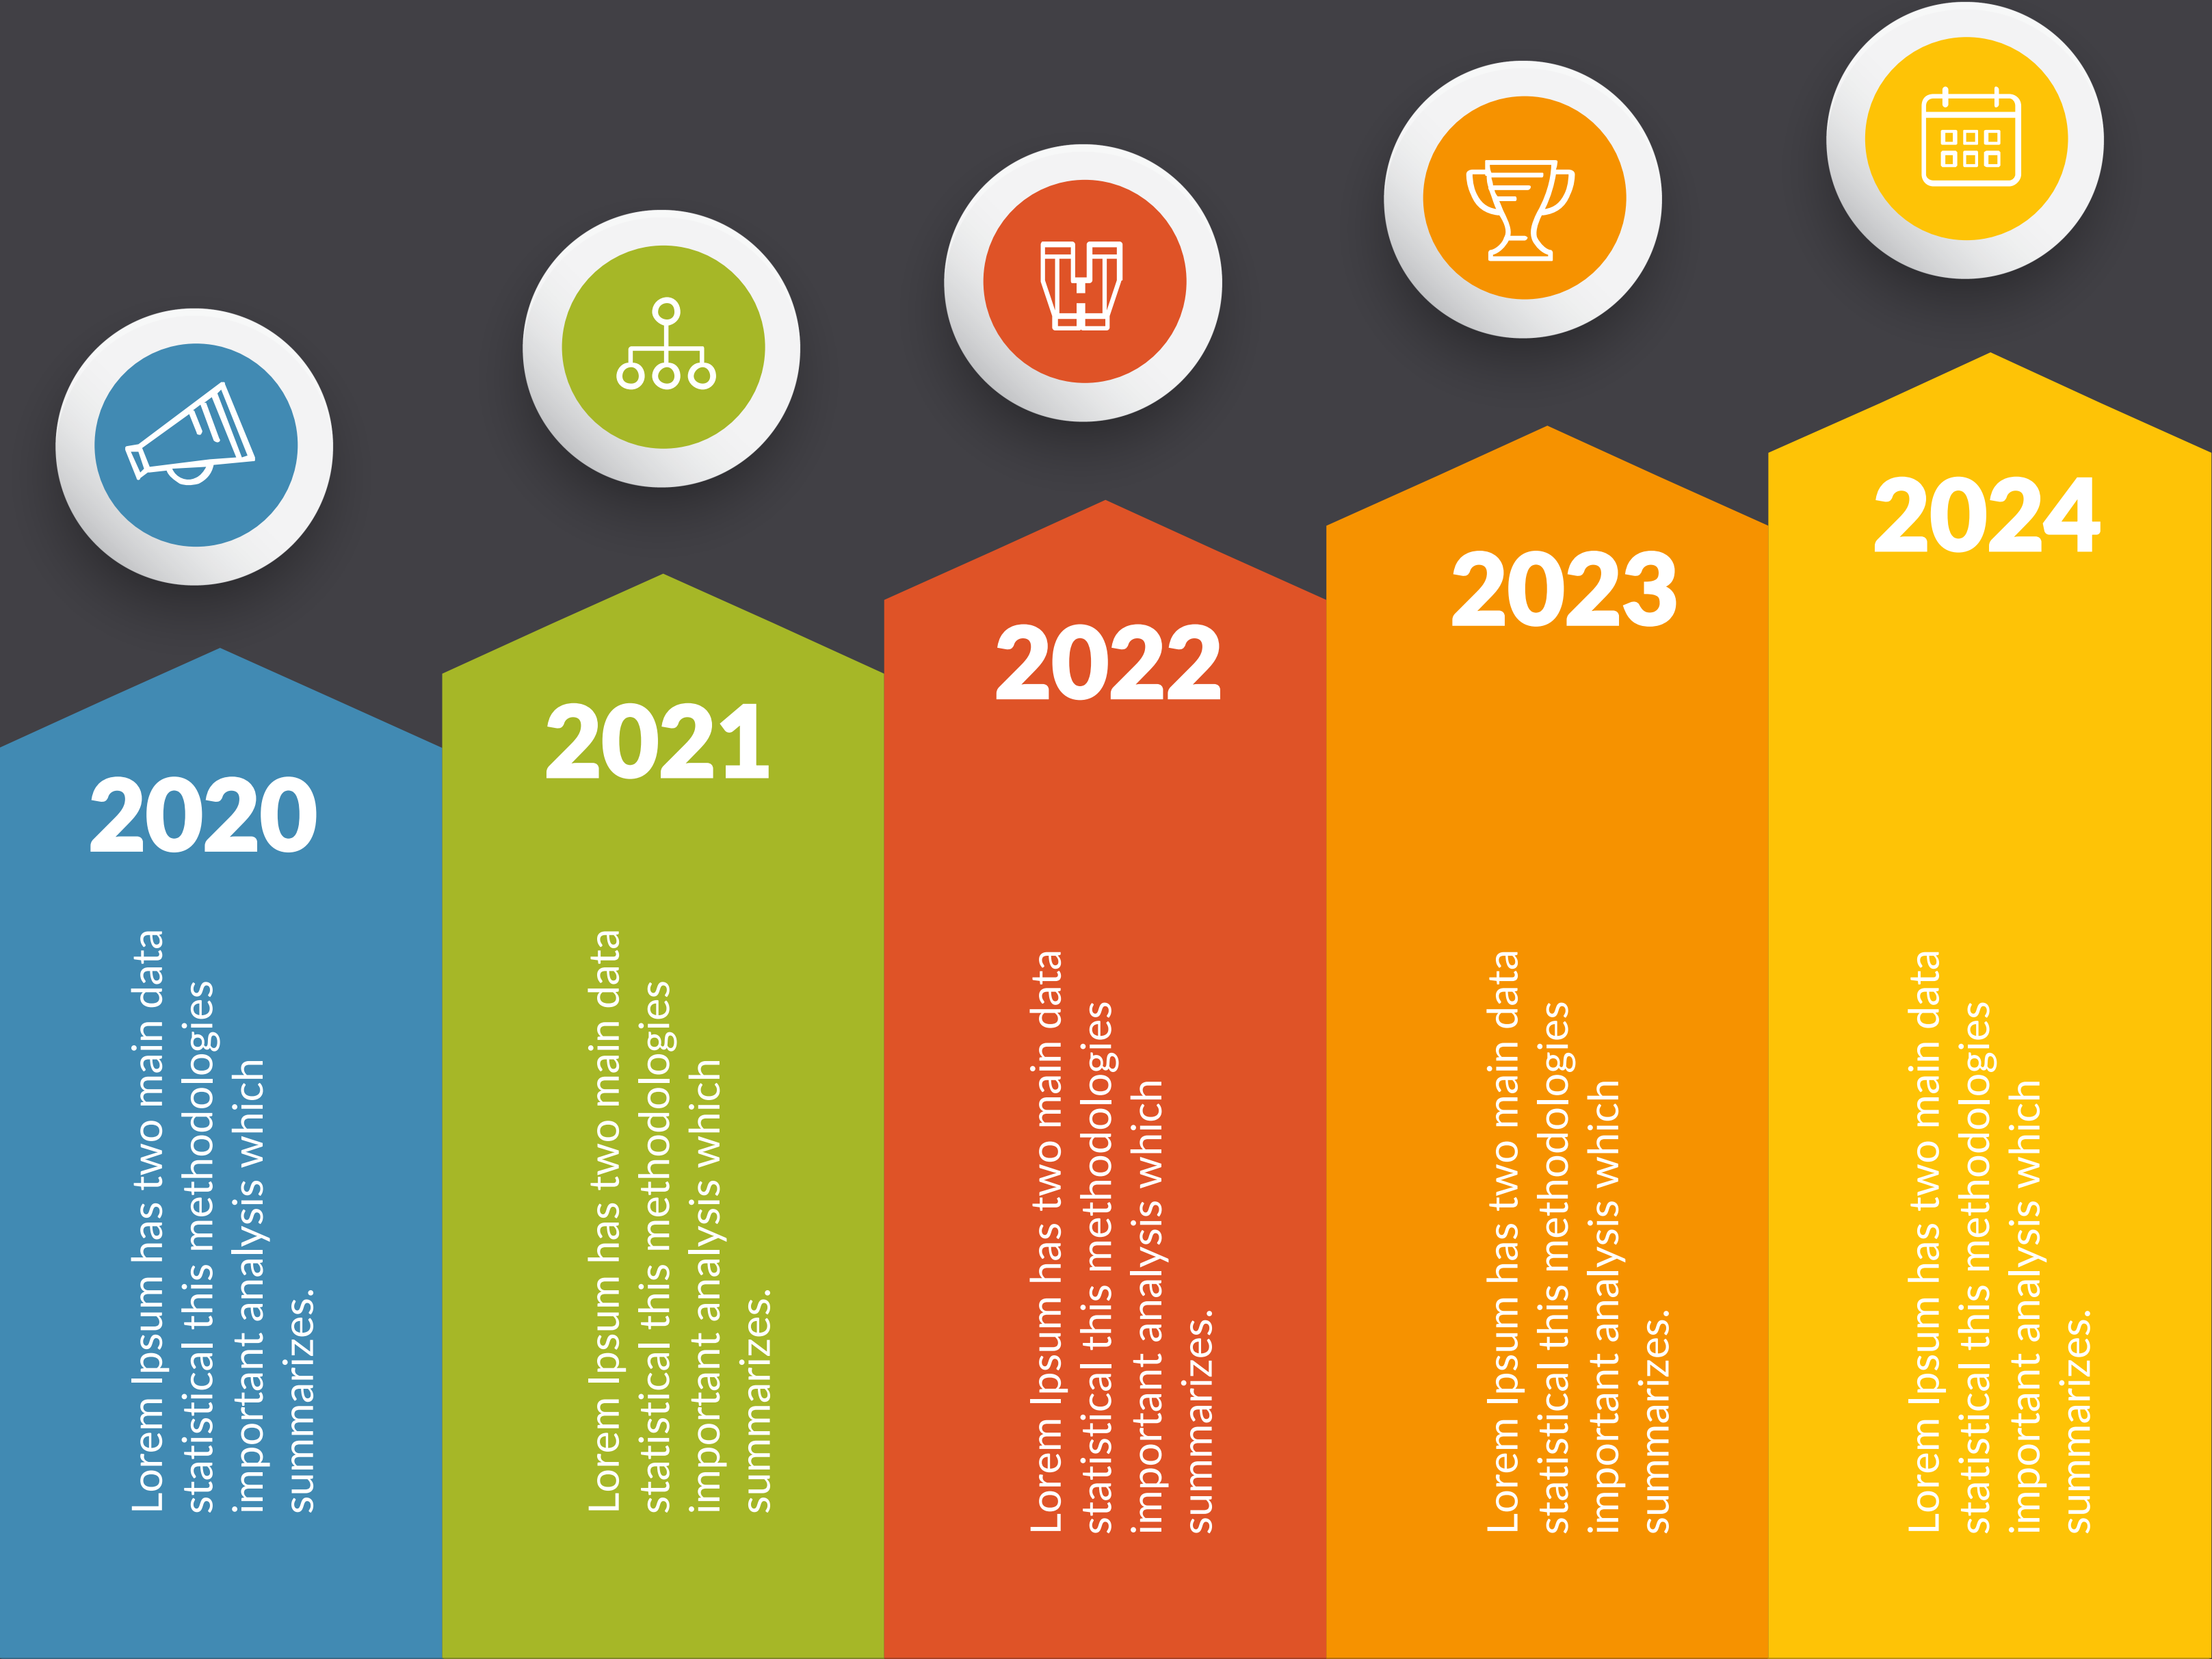 2020
Lorem Ipsum has two main data
statistical this methodologies
important analysis which
summarizes.
2021
Lorem Ipsum has two main data
statistical this methodologies
important analysis which
summarizes.
2022
Lorem Ipsum has two main data
statistical this methodologies
important analysis which
summarizes.
2023
Lorem Ipsum has two main data
statistical this methodologies
important analysis which
summarizes.
2024
Lorem Ipsum has two main data
statistical this methodologies
important analysis which
summarizes.